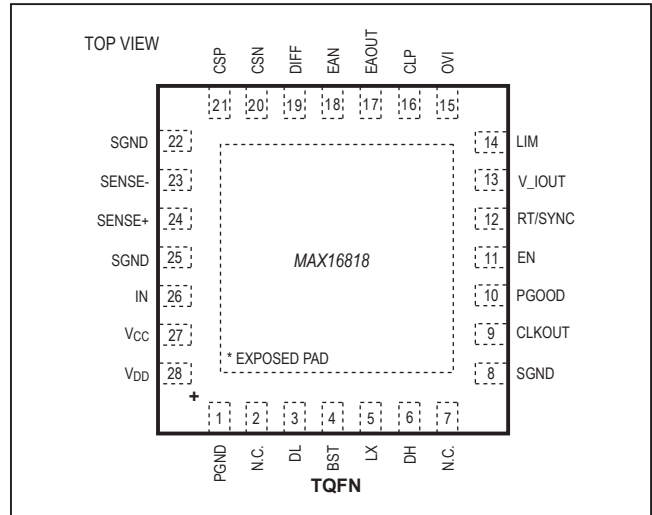 TOP VIEW
CSP
CSN
DIFF
EAN
EAOUT
CLP
OVI
21
20
19
18
17
16
15
SGND 22
SENSE- 23
SENSE+ 24
SGND 25
IN 26
VCC 27
VDD 28
14 LIM
13 V_IOUT
12 RT/SYNC
11 EN
10 PGOOD
9 CLKOUT
8 SGND
MAX16818
* EXPOSED PAD
+
1
2
3
4
5
6
7
PGND
N.C.
DL
BST
LX
DH
N.C.
TQFN